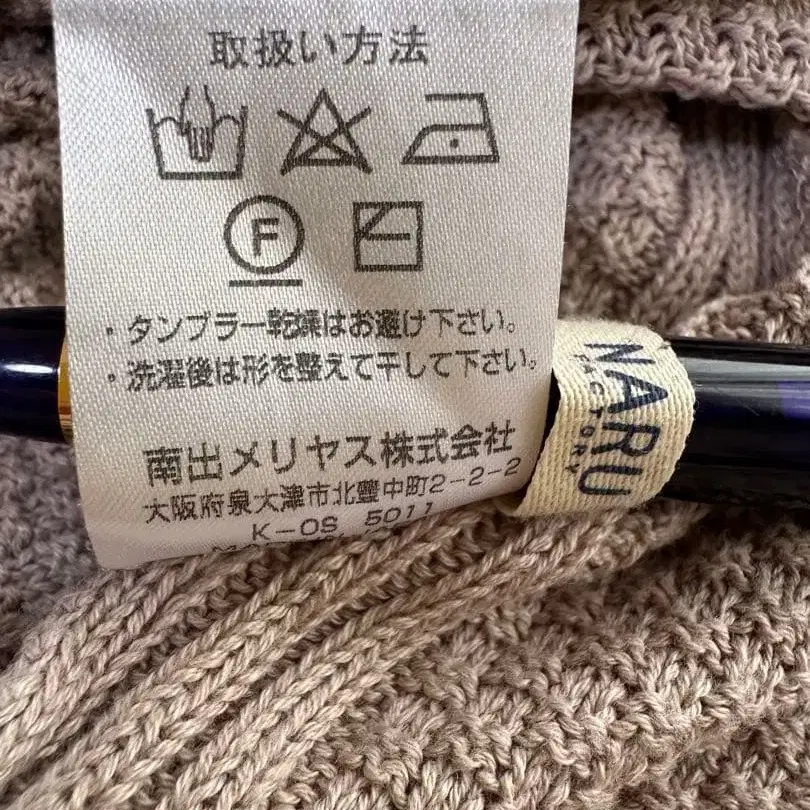 取扱い方法
F
・タンブラー乾燥はお避け下さい。
・洗濯後は形を整えて干して下さい。
南出メリヤス株式会社
大阪府泉大津市北豐中町2-2-2
K-OS 5011
NARU
FACTORY